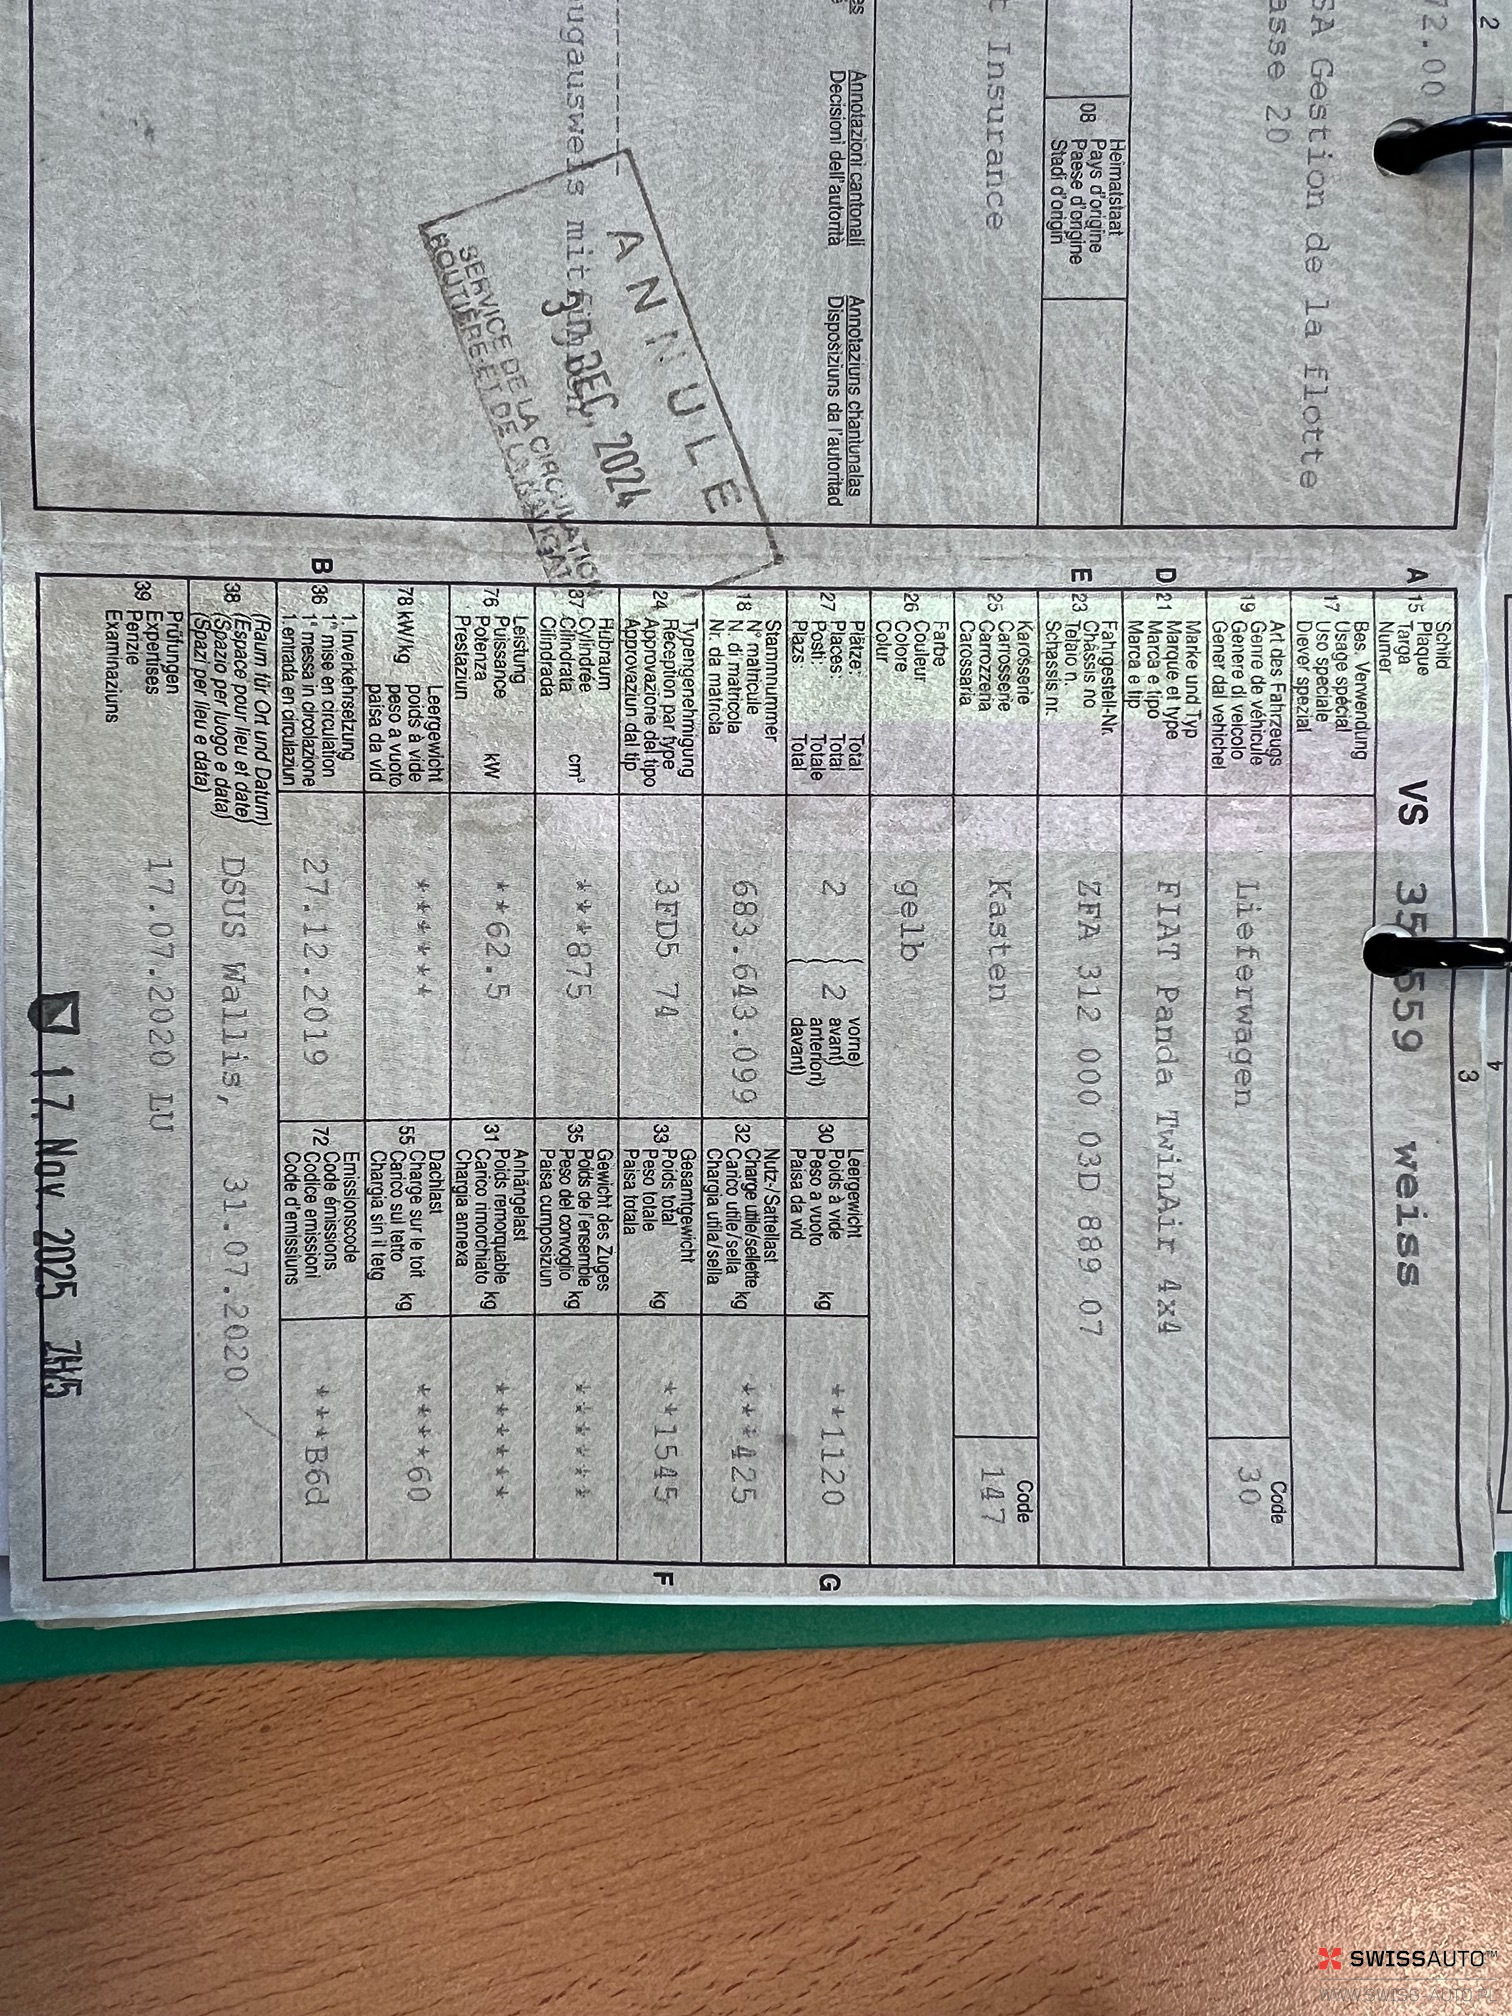 2
72.00
SA Gestion de la flotte
asse 20
08 Heimatstaat
Pays d'origine
Paese d'origine
Stadi d'origin
t Insurance
Annotazioni cantonali
Decisioni dell'autorità
Annotaziuns chantunalas
Disposiziuns da l'autoritad
ugausweis mit
ANNULE
DEC. 2024
SERVICE DE LA CIRCULATION
ROUTIÈRE ET DE LA NAVIGAT
4
3
A 15 Schild
Plaque
Targa
Numer
VS 35 559 weiss
17 Bes. Verwendung
Usage spécial
Uso speciale
Diever spezial
19 Art des Fahrzeugs
Genre de véhicule
Genere di veicolo
Gener dal vehichel
Lieferwagen
Code
30
D 21 Marke und Typ
Marque et type
Marca e tipo
Marca e tip
FIAT Panda TwinAir 4x4
E 23 Fahrgestell-Nr.
Châssis no
Telaio n.
Schassis nr.
ZFA 312 000 03D 889 07
25 Karosserie
Carrosserie
Carrozzeria
Carossaria
Kasten
Code
147
26 Farbe
Couleur
Colore
Colur
gelb
27 Plätze: Total
Places: Total
Posti: Totale
Plazs: Total
2
2
vorne)
avant)
anteriori)
davant)
30 Leergewicht
Poids à vide
Peso a vuoto
Paisa da vid
kg
**1120
G
18 Stammnummer
N° matricule
N. di matricola
Nr. da matricla
683.643.099
32 Nutz-/Sattellast
Charge utile/sellette
Carico utile/sella
Chargia utila/sella
kg
***425
24 Typengenehmigung
Réception par type
Approvazione del tipo
Approvaziun dal tip
3FD5 74
33 Gesamtgewicht
Poids total
Peso totale
Paisa totala
kg
**1545
F
37 Hubraum
Cylindrée
Cilindrata
Cilindrada
cm³
***875
35 Gewicht des Zuges
Poids de l'ensemble
Peso del convoglio
Paisa cumposiziun
kg
******
76 Leistung
Puissance
Potenza
Prestaziun
kW
**62.5
31 Anhängelast
Poids remorquable
Carico rimorchiato
Chargia annexa
kg
******
78 kW/kg
Leergewicht
poids à vide
peso a vuoto
paisa da vid
******
55 Dachlast
Charge sur le toit
Carico sul tetto
Chargia sin il tetg
kg
****60
B 36 1. Inverkehrsetzung
1re mise en circulation
1a messa in circolazione
1. entrada en circulaziun
27.12.2019
72 Emissionscode
Code émissions
Codice emissioni
Code d'emissiuns
***B6d
38 (Raum für Ort und Datum)
(Espace pour lieu et date)
(Spazio per luogo e data)
(Spazi per lieu e data)
DSUS Wallis, 31.07.2020
39 Prüfungen
Expertises
Perizie
Examinaziuns
17.07.2020 LU
17. Nov. 2025 ZH/5
SWISSAUTO™
www.swiss-Auto.PL